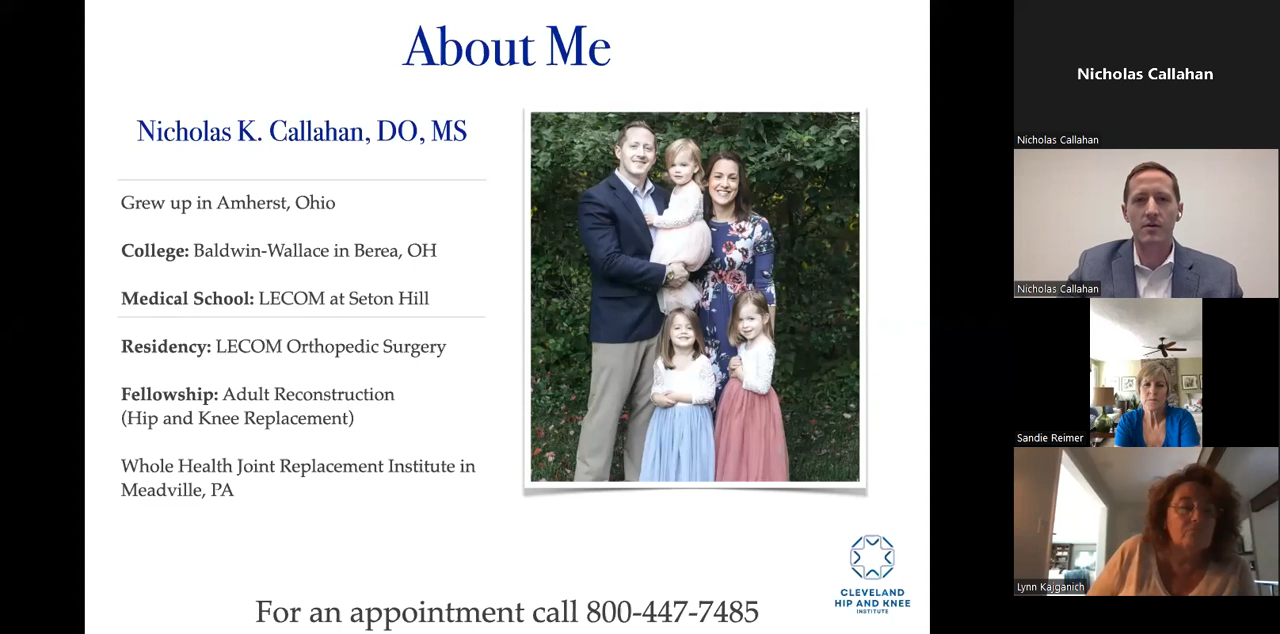 About Me
Nicholas K. Callahan, DO, MS
Grew up in Amherst, Ohio
College: Baldwin-Wallace in Berea, OH
Medical School: LECOM at Seton Hill
Residency: LECOM Orthopedic Surgery
Fellowship: Adult Reconstruction
(Hip and Knee Replacement)
Whole Health Joint Replacement Institute in
Meadville, PA
CLEVELAND
HIP AND KNEE
INSTITUTE
For an appointment call 800-447-7485
Nicholas Callahan
Nicholas Callahan
Nicholas Callahan
Sandie Reimer
Lynn Kajganich